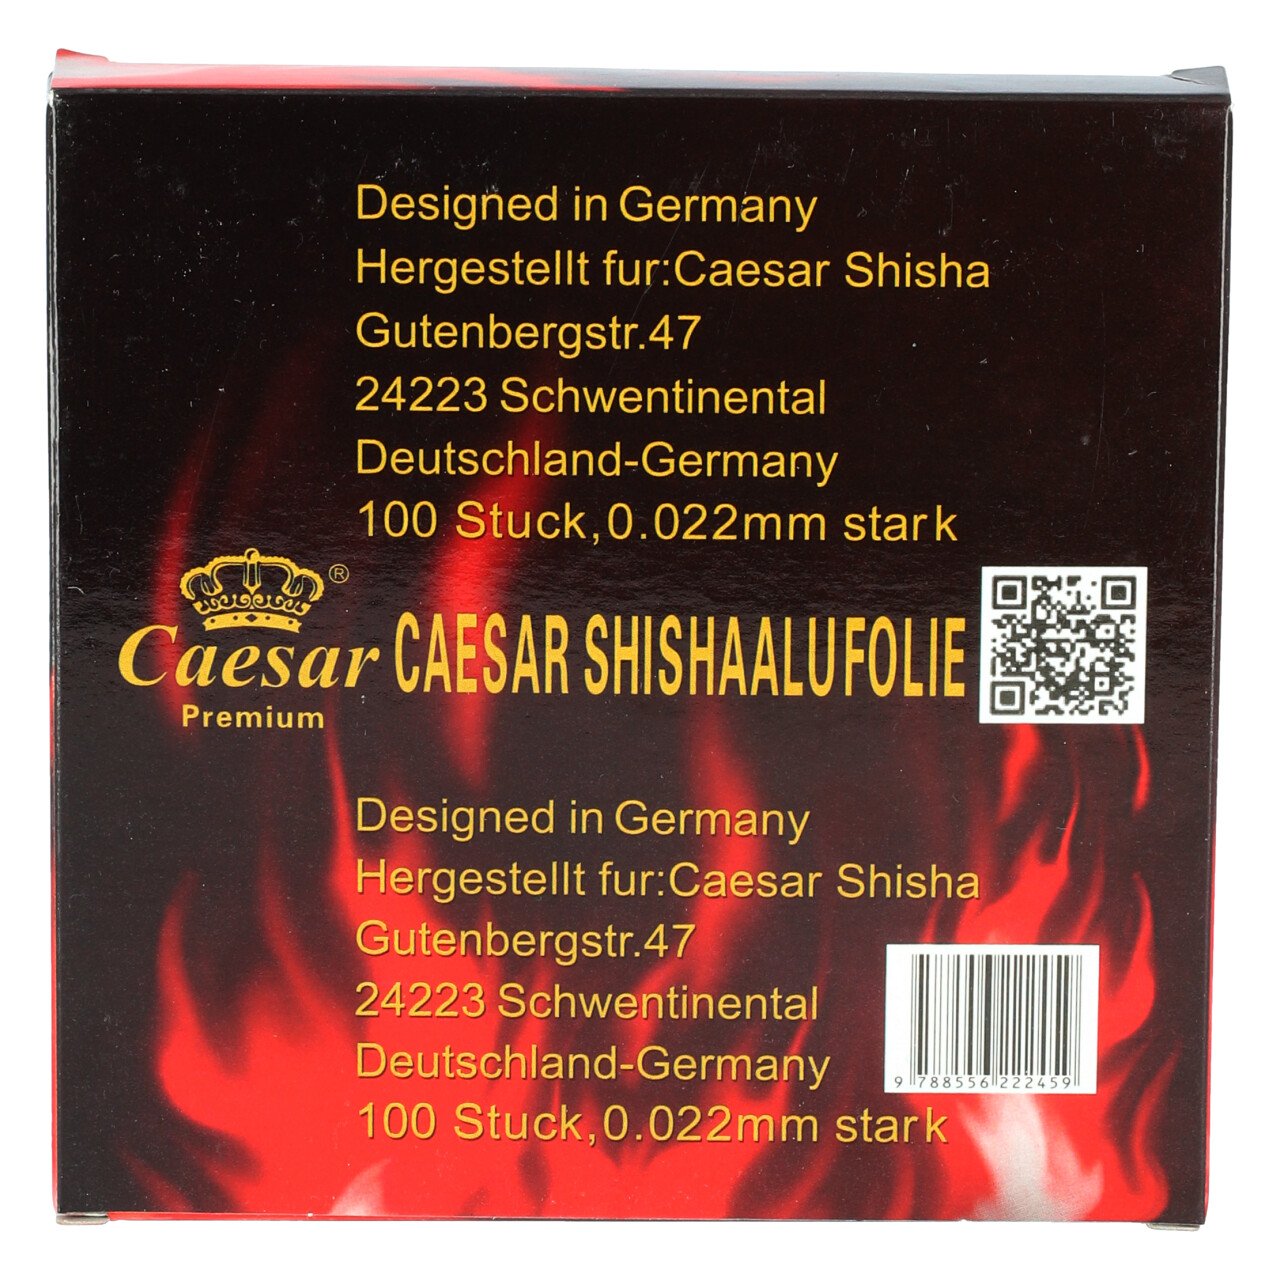 Designed in Germany
Hergestellt fur:Caesar Shisha
Gutenbergstr.47
24223 Schwentinental
Deutschland-Germany
100 Stuck,0.022mm stark
®
Caesar
Premium
CAESAR SHISHAALUFOLIE
Designed in Germany
Hergestellt fur:Caesar Shisha
Gutenbergstr.47
24223 Schwentinental
Deutschland-Germany
100 Stuck,0.022mm stark
9 788556 222459